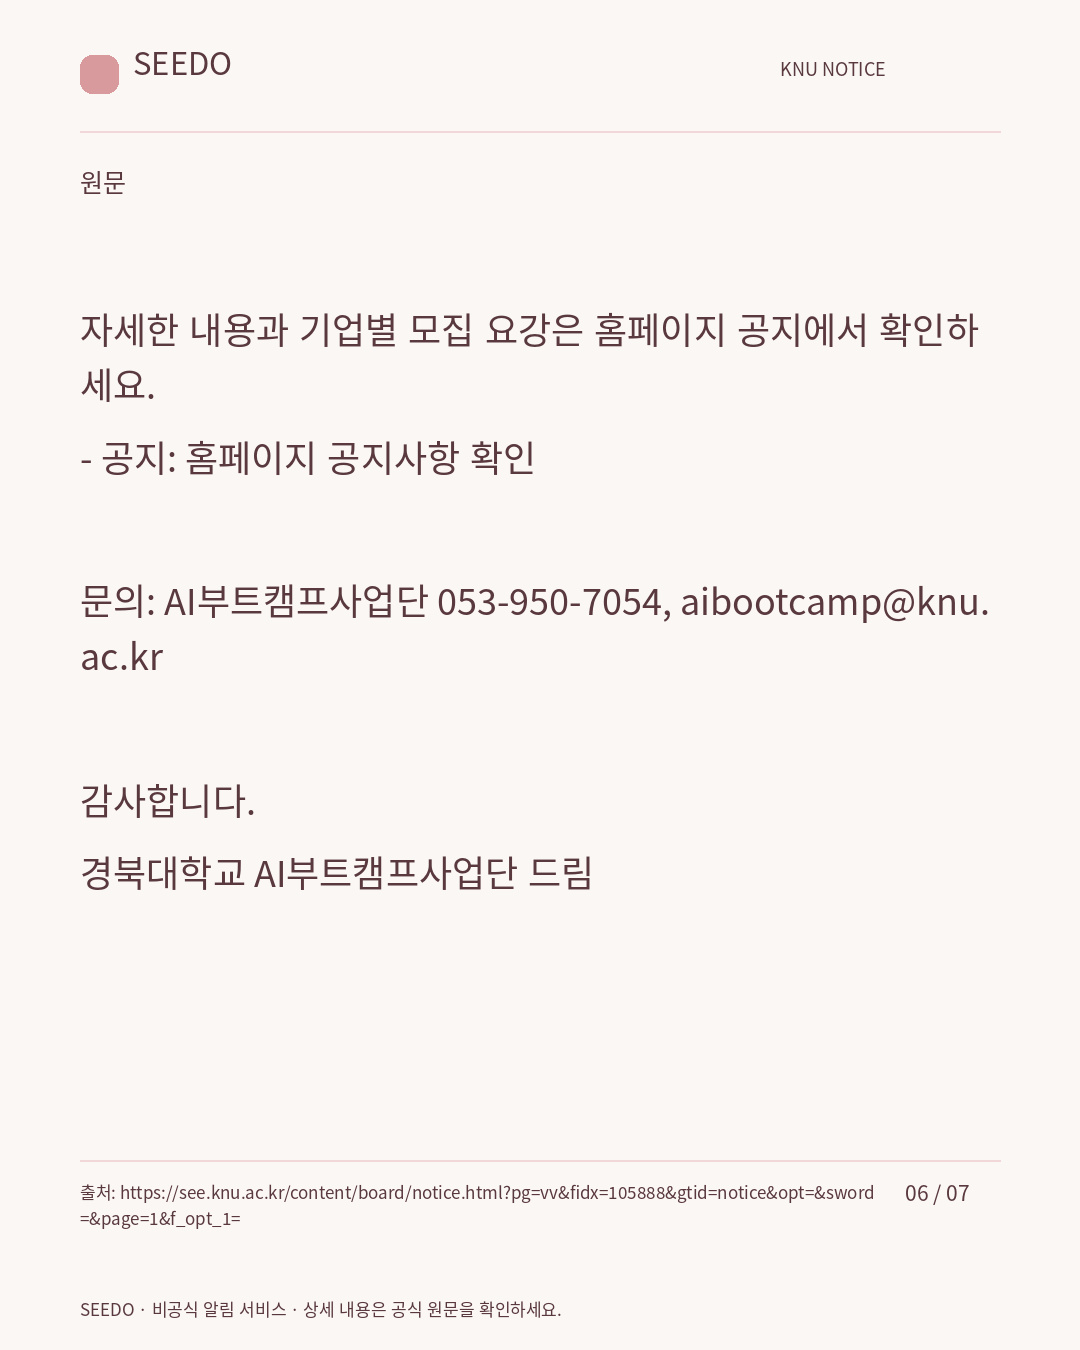 SEEDO
KNU NOTICE
원문
자세한 내용과 기업별 모집 요강은 홈페이지 공지에서 확인하
세요.
- 공지: 홈페이지 공지사항 확인
문의: AI부트캠프사업단 053-950-7054, aibootcamp@knu.
ac.kr
감사합니다.
경북대학교 AI부트캠프사업단 드림
출처: https://see.knu.ac.kr/content/board/notice.html?pg=vv&fidx=105888&gtid=notice&opt=&sword
=&page=1&f_opt_1=
06 / 07
SEEDO · 비공식 알림 서비스 · 상세 내용은 공식 원문을 확인하세요.